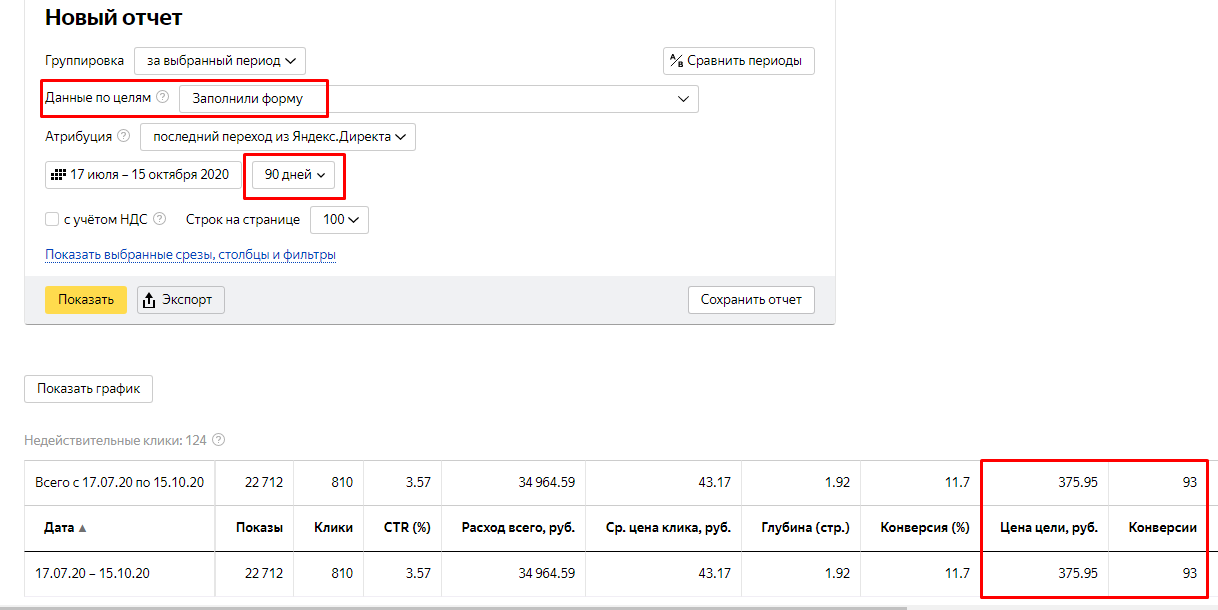 Новый отчет
Группировка за выбранный период А/Б Сравнить периоды
Данные по целям ? Заполнили форму
Атрибуция ? последний переход из Яндекс.Директа
17 июля – 15 октября 2020 90 дней
с учётом НДС ? Строк на странице 100
Показать выбранные срезы, столбцы и фильтры
Показать Экспорт Сохранить отчет
Показать график
Недействительные клики: 124 ?
Всего с 17.07.20 по 15.10.20 22 712 810 3.57 34 964.59 43.17 1.92 11.7 375.95 93
Дата ▲ Показы Клики CTR (%) Расход всего, руб. Ср. цена клика, руб. Глубина (стр.) Конверсия (%) Цена цели, руб. Конверсии
17.07.20 – 15.10.20 22 712 810 3.57 34 964.59 43.17 1.92 11.7 375.95 93